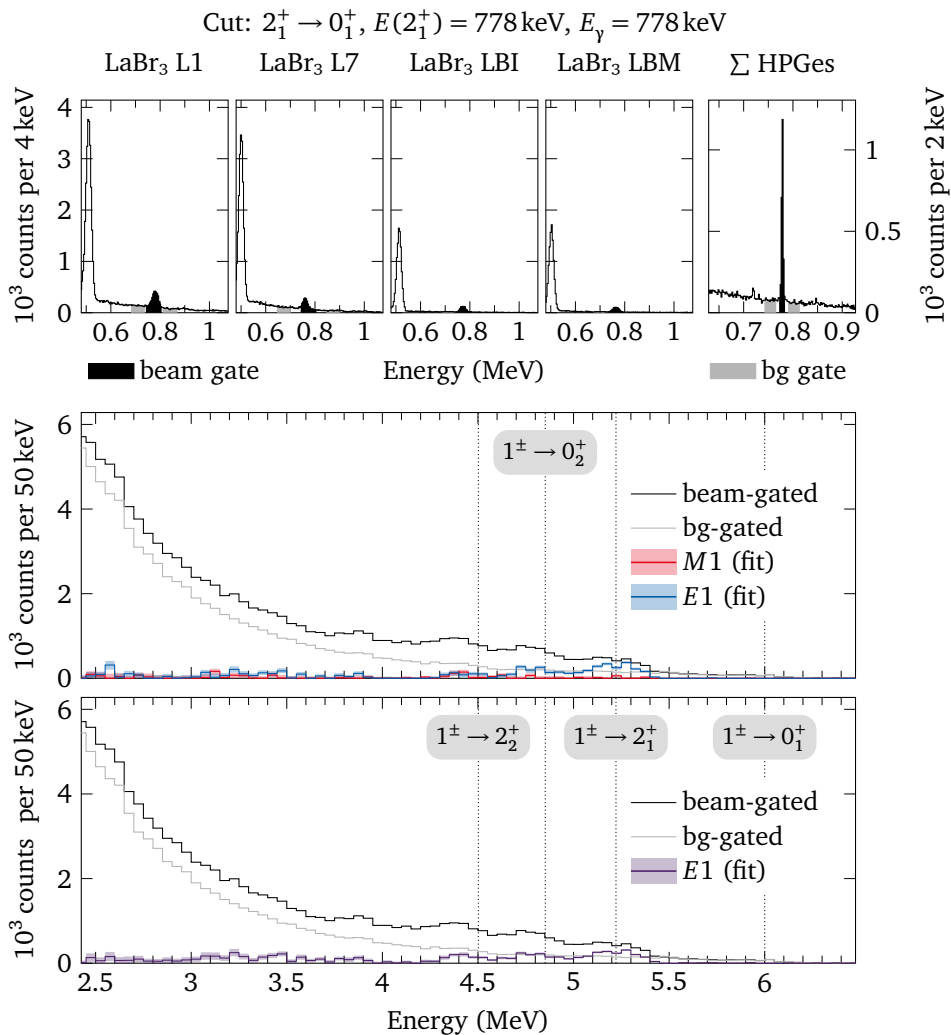 Cut: 2₁⁺ → 0₁⁺, E(2₁⁺) = 778 keV, Eᵧ = 778 keV
LaBr₃ L1 LaBr₃ L7 LaBr₃ LBI LaBr₃ LBM ∑ HPGes
10³ counts per 4 keV
4
3
2
1
0
0.6 0.8 1 0.6 0.8 1 0.6 0.8 1 0.6 0.8 1 0.7 0.8 0.9
1
0.5
0
10³ counts per 2 keV
beam gate Energy (MeV) bg gate
10³ counts per 50 keV
6
4
2
0
1± → 0₂⁺
beam-gated
bg-gated
M1 (fit)
E1 (fit)
10³ counts per 50 keV
6
4
2
0
1± → 2₂⁺ 1± → 2₁⁺ 1± → 0₁⁺
beam-gated
bg-gated
E1 (fit)
2.5 3 3.5 4 4.5 5 5.5 6
Energy (MeV)